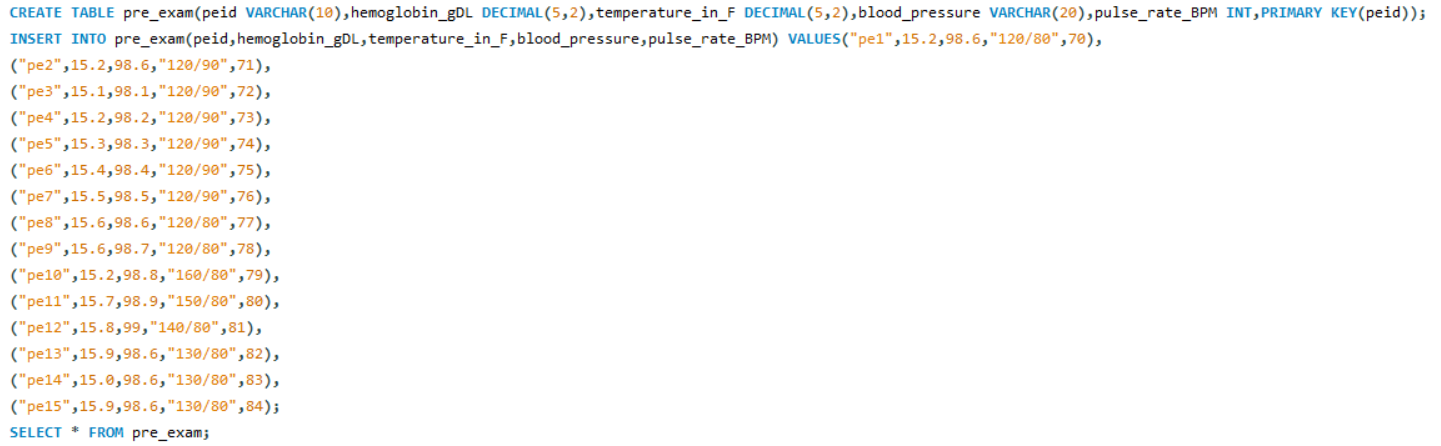 CREATE TABLE pre_exam(peid VARCHAR(10),hemoglobin_gDL DECIMAL(5,2),temperature_in_F DECIMAL(5,2),blood_pressure VARCHAR(20),pulse_rate_BPM INT,PRIMARY KEY(peid));
INSERT INTO pre_exam(peid,hemoglobin_gDL,temperature_in_F,blood_pressure,pulse_rate_BPM) VALUES("pe1",15.2,98.6,"120/80",70),
("pe2",15.2,98.6,"120/90",71),
("pe3",15.1,98.1,"120/90",72),
("pe4",15.2,98.2,"120/90",73),
("pe5",15.3,98.3,"120/90",74),
("pe6",15.4,98.4,"120/90",75),
("pe7",15.5,98.5,"120/90",76),
("pe8",15.6,98.6,"120/80",77),
("pe9",15.6,98.7,"120/80",78),
("pe10",15.2,98.8,"160/80",79),
("pe11",15.7,98.9,"150/80",80),
("pe12",15.8,99,"140/80",81),
("pe13",15.9,98.6,"130/80",82),
("pe14",15.0,98.6,"130/80",83),
("pe15",15.9,98.6,"130/80",84);
SELECT * FROM pre_exam;